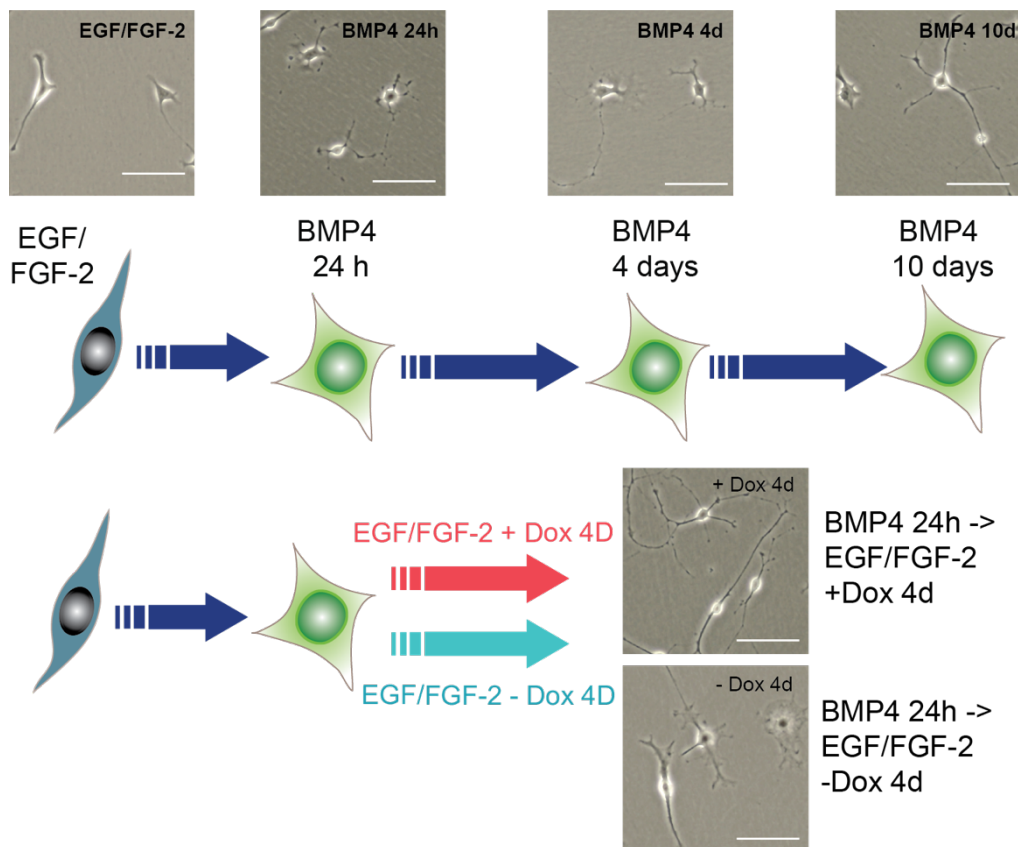 EGF/FGF-2
BMP4 24h
BMP4 4d
BMP4 10d
EGF/
FGF-2
BMP4
24 h
BMP4
4 days
BMP4
10 days
EGF/FGF-2 + Dox 4D
EGF/FGF-2 - Dox 4D
+ Dox 4d
BMP4 24h ->
EGF/FGF-2
+Dox 4d
- Dox 4d
BMP4 24h ->
EGF/FGF-2
-Dox 4d